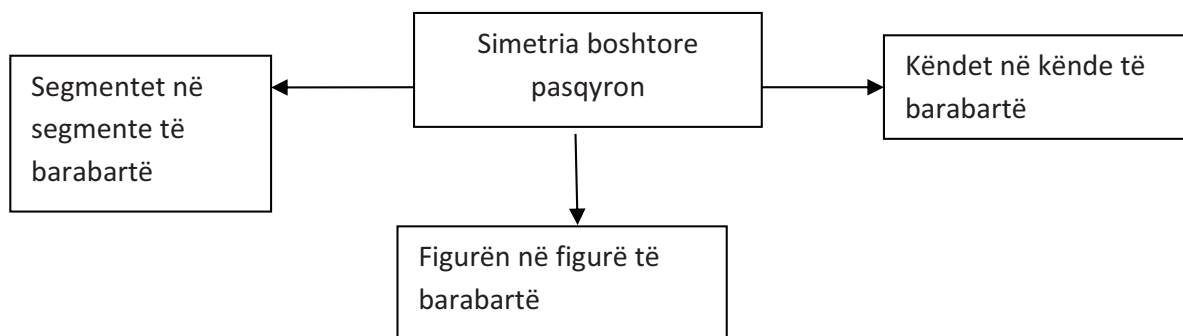 Simetria boshtore
pasqyron
Segmentet në
segmente të
barabartë
Këndet në kënde të
barabartë
Figurën në figurë të
barabartë